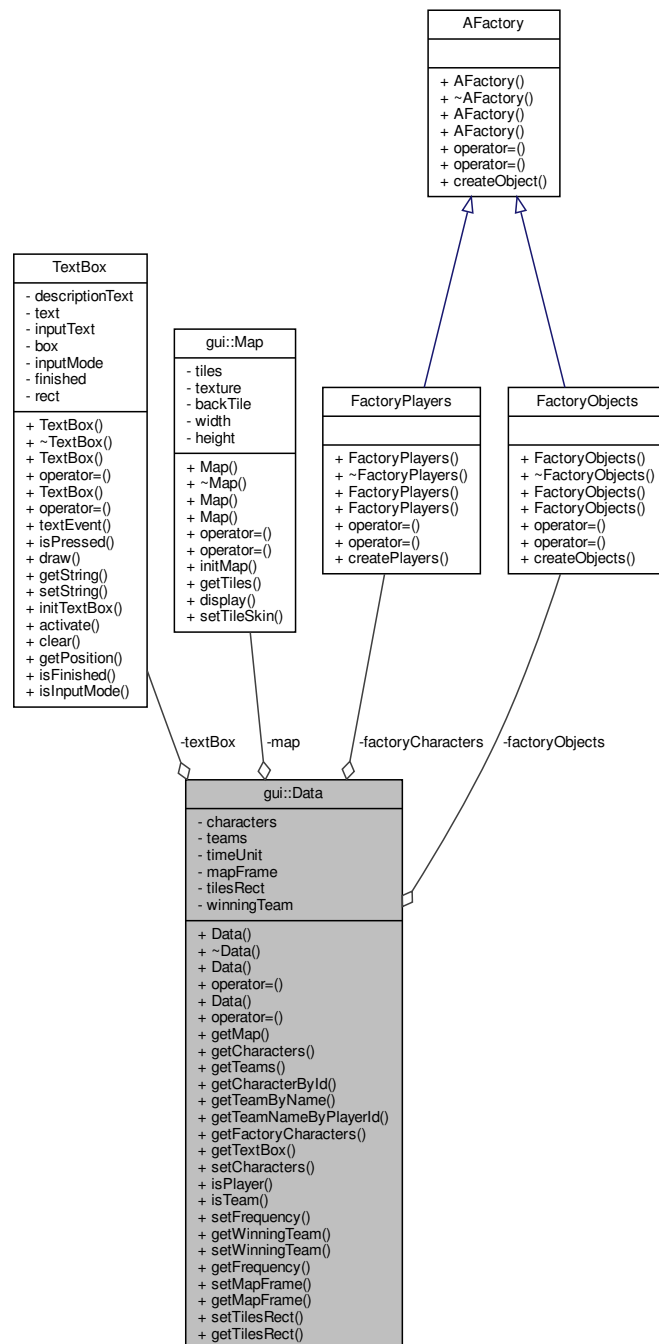 AFactory
+ AFactory()
+ ~AFactory()
+ AFactory()
+ AFactory()
+ operator=()
+ operator=()
+ createObject()
TextBox
- descriptionText
- text
- inputText
- box
- inputMode
- finished
- rect
+ TextBox()
+ ~TextBox()
+ TextBox()
+ operator=()
+ TextBox()
+ operator=()
+ textEvent()
+ isPressed()
+ draw()
+ getString()
+ setString()
+ initTextBox()
+ activate()
+ clear()
+ getPosition()
+ isFinished()
+ isInputMode()
gui::Map
- tiles
- texture
- backTile
- width
- height
+ Map()
+ ~Map()
+ Map()
+ Map()
+ operator=()
+ operator=()
+ initMap()
+ getTiles()
+ display()
+ setTileSkin()
FactoryPlayers
+ FactoryPlayers()
+ ~FactoryPlayers()
+ FactoryPlayers()
+ FactoryPlayers()
+ operator=()
+ operator=()
+ createPlayers()
FactoryObjects
+ FactoryObjects()
+ ~FactoryObjects()
+ FactoryObjects()
+ FactoryObjects()
+ operator=()
+ operator=()
+ createObjects()
-textBox
-map
-factoryCharacters
-factoryObjects
gui::Data
- characters
- teams
- timeUnit
- mapFrame
- tilesRect
- winningTeam
+ Data()
+ ~Data()
+ Data()
+ operator=()
+ Data()
+ operator=()
+ getMap()
+ getCharacters()
+ getTeams()
+ getCharacterById()
+ getTeamByName()
+ getTeamNameByPlayerId()
+ getFactoryCharacters()
+ getTextBox()
+ setCharacters()
+ isPlayer()
+ isTeam()
+ setFrequency()
+ getWinningTeam()
+ setWinningTeam()
+ getFrequency()
+ setMapFrame()
+ getMapFrame()
+ setTilesRect()
+ getTilesRect()